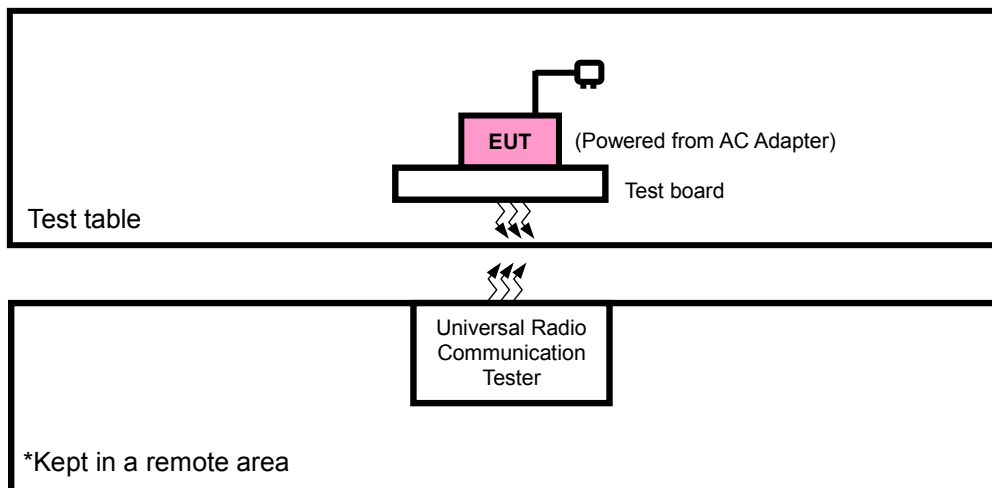 EUT
(Powered from AC Adapter)
Test board
Test table
Universal Radio
Communication
Tester
*Kept in a remote area